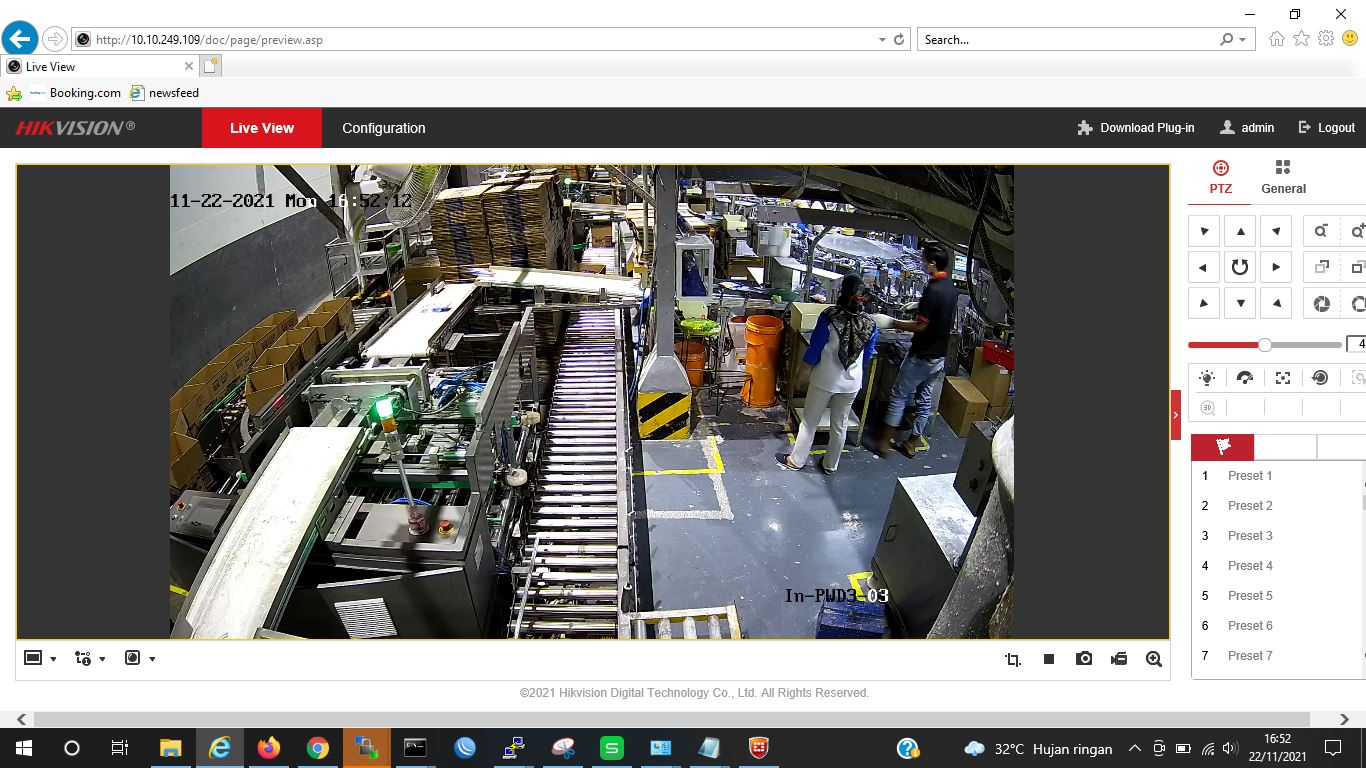 http://10.10.249.109/doc/page/preview.asp
Search...
Live View
Booking.com
newsfeed
HIKVISION®
Live View
Configuration
Download Plug-in
admin
Logout
11-22-2021 Mon 16:52:12
In-PWD3-03
PTZ
General
4
3D
1 Preset 1
2 Preset 2
3 Preset 3
4 Preset 4
5 Preset 5
6 Preset 6
7 Preset 7
©2021 Hikvision Digital Technology Co., Ltd. All Rights Reserved.
32°C Hujan ringan
16:52
22/11/2021